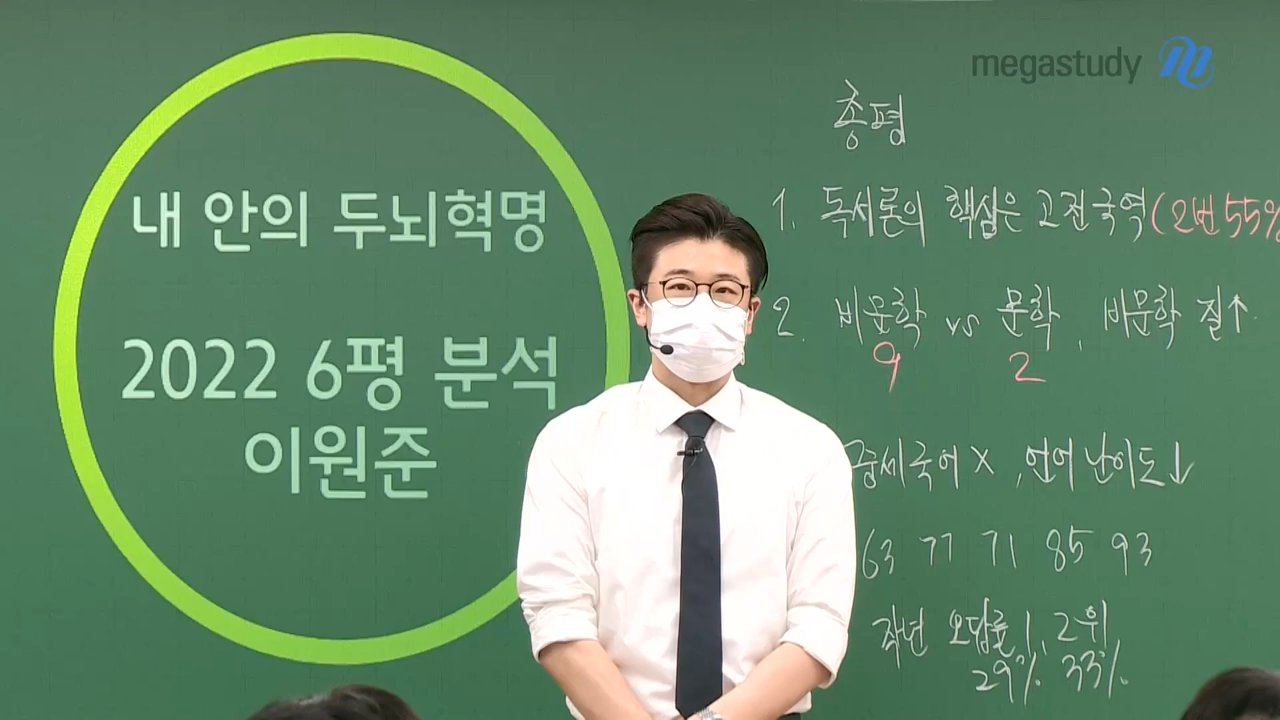 megastudy
내 안의 두뇌혁명
2022 6평 분석
이원준
총평
1. 독서론의 핵심은 고전국역 (2번 55%
2. 비문학 vs 문학, 비문학 질↑.
9 2
중세국어 X, 언어 난이도↓
63 77 71 85 93
작년 오답률 1, 2위
29% 33%